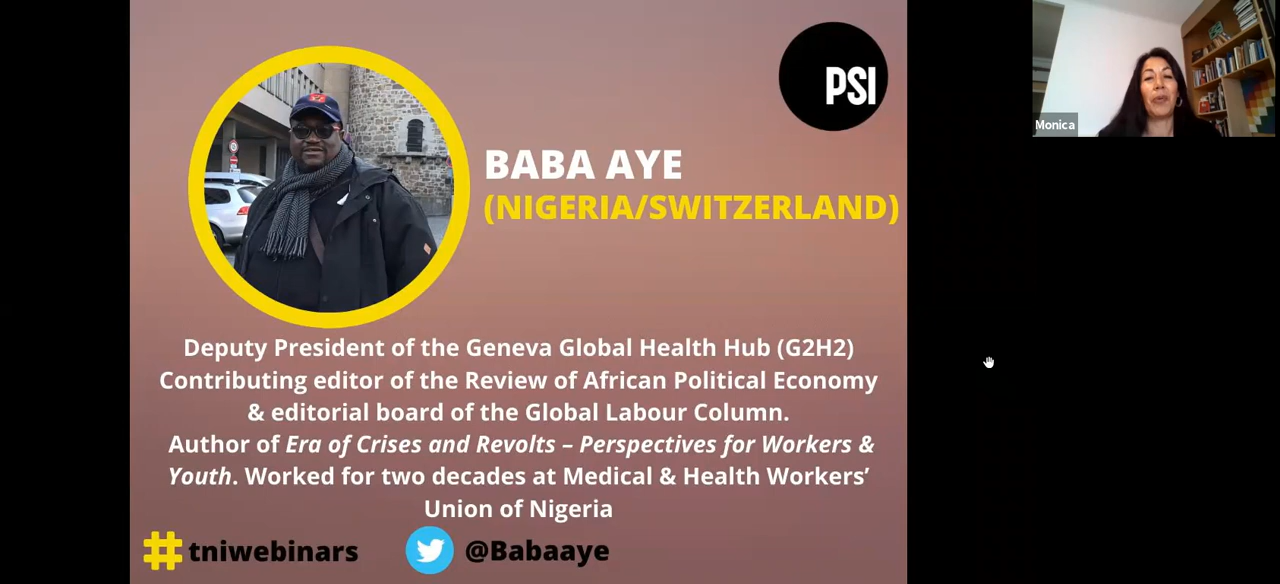 PSI
Monica
BABA AYE
(NIGERIA/SWITZERLAND)
Deputy President of the Geneva Global Health Hub (G2H2)
Contributing editor of the Review of African Political Economy
& editorial board of the Global Labour Column.
Author of Era of Crises and Revolts – Perspectives for Workers &
Youth. Worked for two decades at Medical & Health Workers’
Union of Nigeria
#tniwebinars
@Babaaye